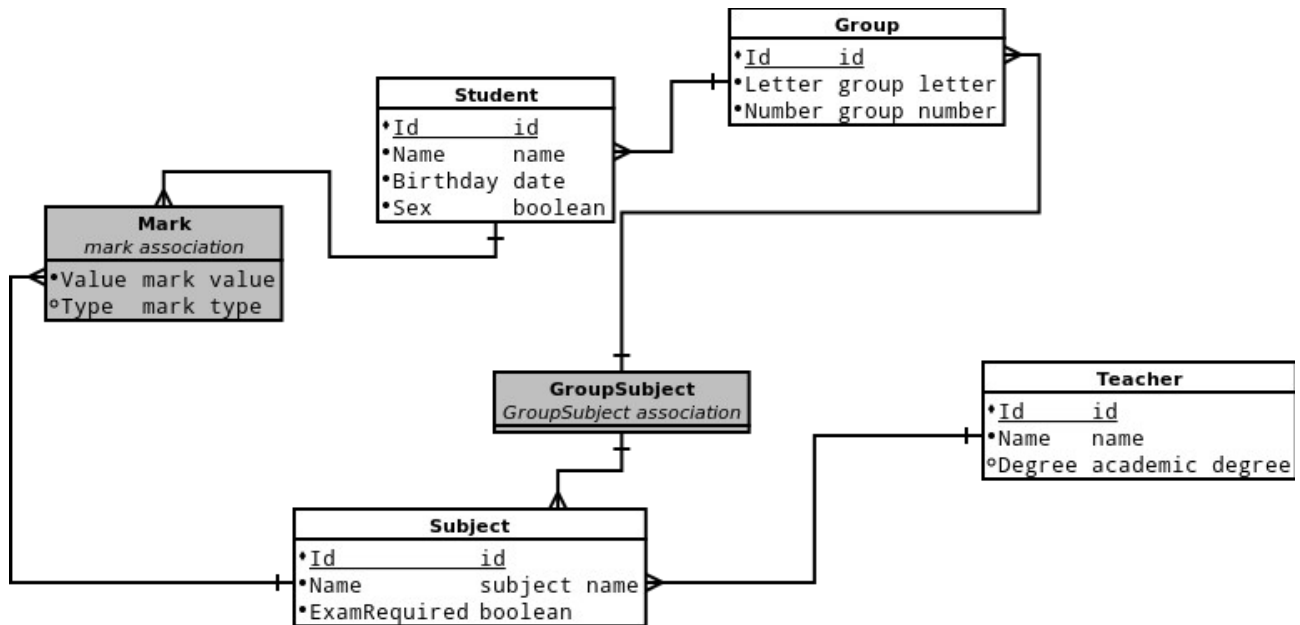 Group
Id id
Letter group letter
Number group number
Student
Id id
Name name
Birthday date
Sex boolean
Mark
mark association
Value mark value
Type mark type
GroupSubject
GroupSubject association
Teacher
Id id
Name name
Degree academic degree
Subject
Id id
Name subject name
ExamRequired boolean